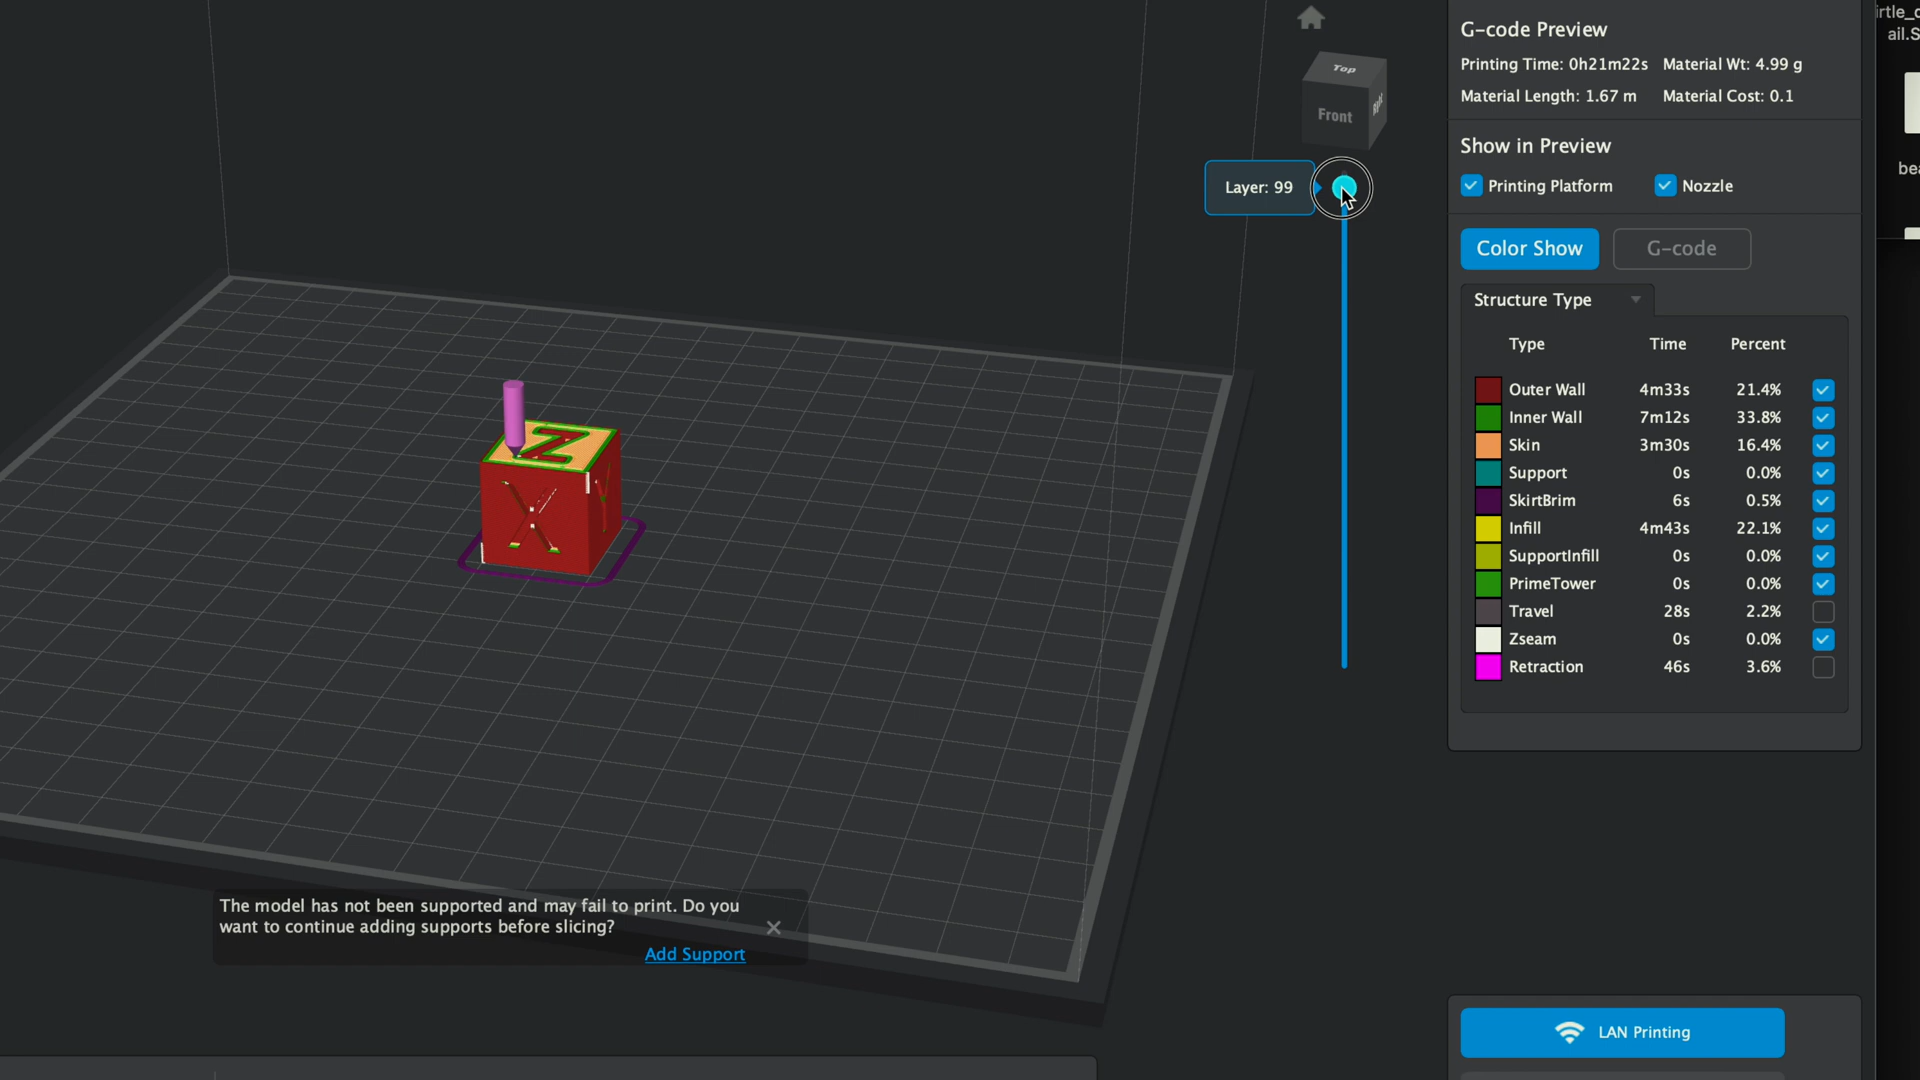 G-code Preview
Printing Time: 0h21m22s Material Wt: 4.99 g
Material Length: 1.67 m Material Cost: 0.1
Top
Front
Show in Preview
Layer: 99
Printing Platform Nozzle
Color Show G-code
Structure Type
Type Time Percent
Outer Wall 4m33s 21.4%
Inner Wall 7m12s 33.8%
Skin 3m30s 16.4%
Support 0s 0.0%
SkirtBrim 6s 0.5%
Infill 4m43s 22.1%
SupportInfill 0s 0.0%
PrimeTower 0s 0.0%
Travel 28s 2.2%
Zseam 0s 0.0%
Retraction 46s 3.6%
Z
X
Y
The model has not been supported and may fail to print. Do you
want to continue adding supports before slicing?
Add Support
LAN Printing